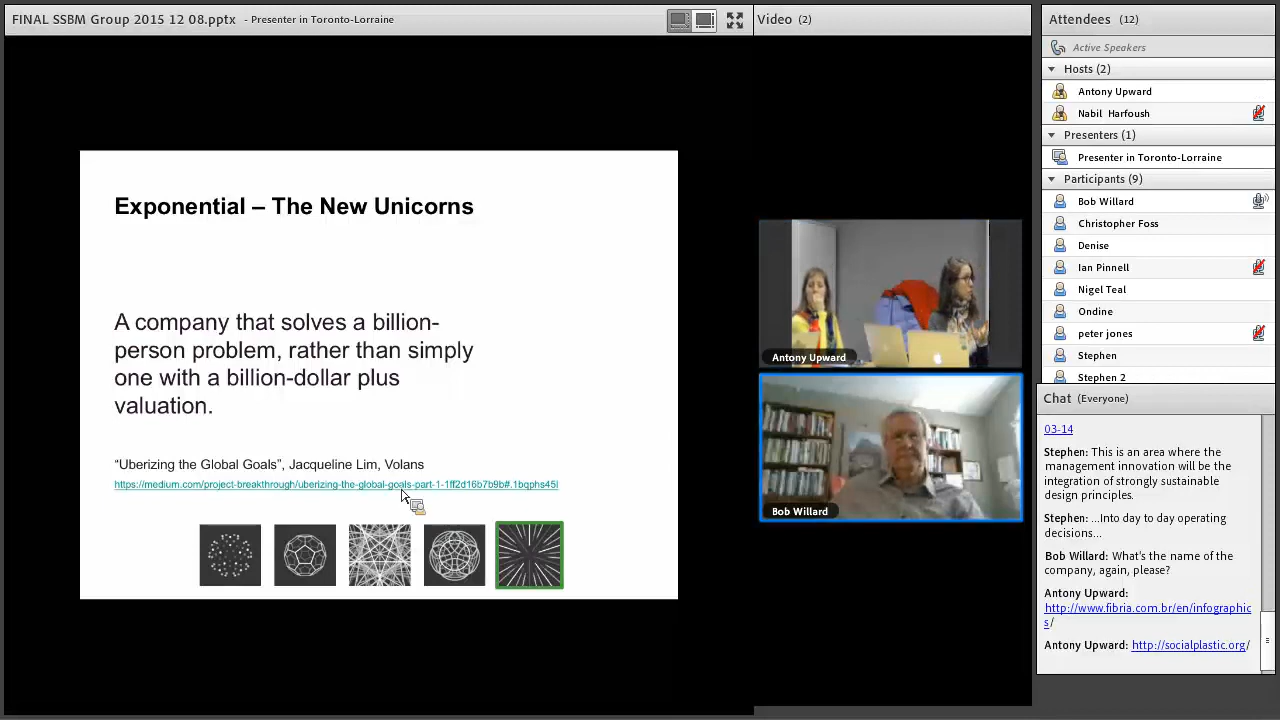 FINAL SSBM Group 2015 12 08.pptx - Presenter in Toronto-Lorraine
Exponential – The New Unicorns
A company that solves a billion-
person problem, rather than simply
one with a billion-dollar plus
valuation.
“Uberizing the Global Goals”, Jacqueline Lim, Volans
https://medium.com/project-breakthrough/uberizing-the-global-goals-part-1-1ff2d16b7b9b#.1bqphs45l
Video (2)
Antony Upward
Bob Willard
Attendees (12)
Active Speakers
Hosts (2)
Antony Upward
Nabil Harfoush
Presenters (1)
Presenter in Toronto-Lorraine
Participants (9)
Bob Willard
Christopher Foss
Denise
Ian Pinnell
Nigel Teal
Ondine
peter jones
Stephen
Stephen 2
Chat (Everyone)
03-14
Stephen: This is an area where the
management innovation will be the
integration of strongly sustainable
design principles.
Stephen: ...Into day to day operating
decisions...
Bob Willard: What's the name of the
company, again, please?
Antony Upward:
http://www.fibria.com.br/en/infographic
s/
Antony Upward: http://socialplastic.org/